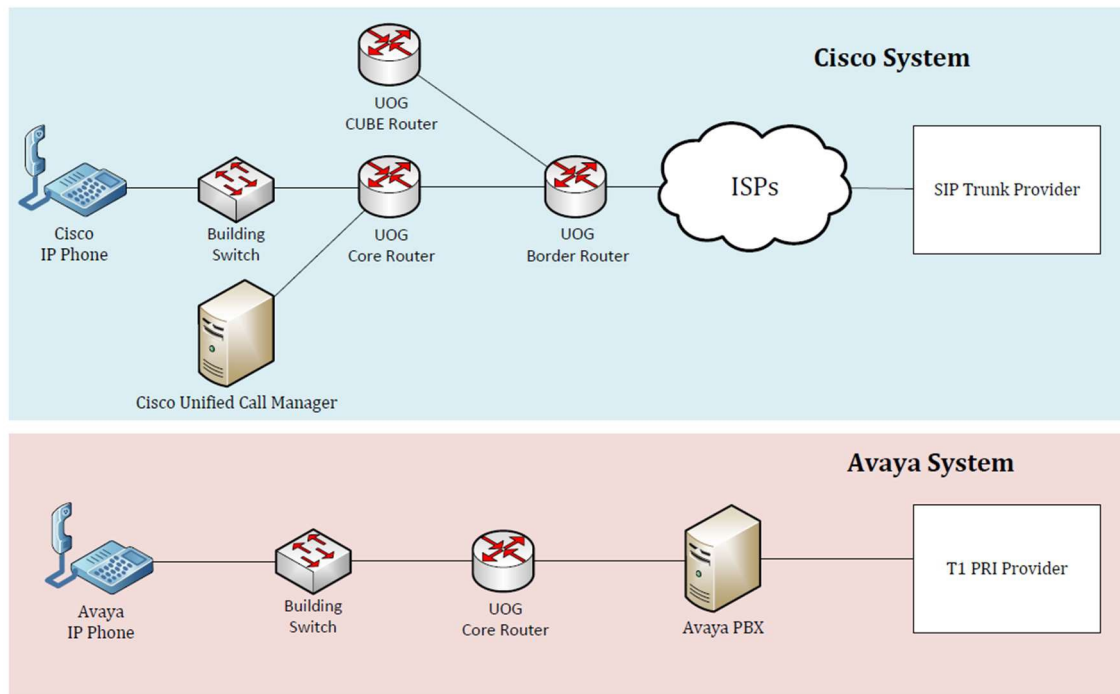 Cisco System
UOG
CUBE Router
Cisco
IP Phone
Building
Switch
UOG
Core Router
UOG
Border Router
ISPs
SIP Trunk Provider
Cisco Unified Call Manager
Avaya System
Avaya
IP Phone
Building
Switch
UOG
Core Router
Avaya PBX
T1 PRI Provider